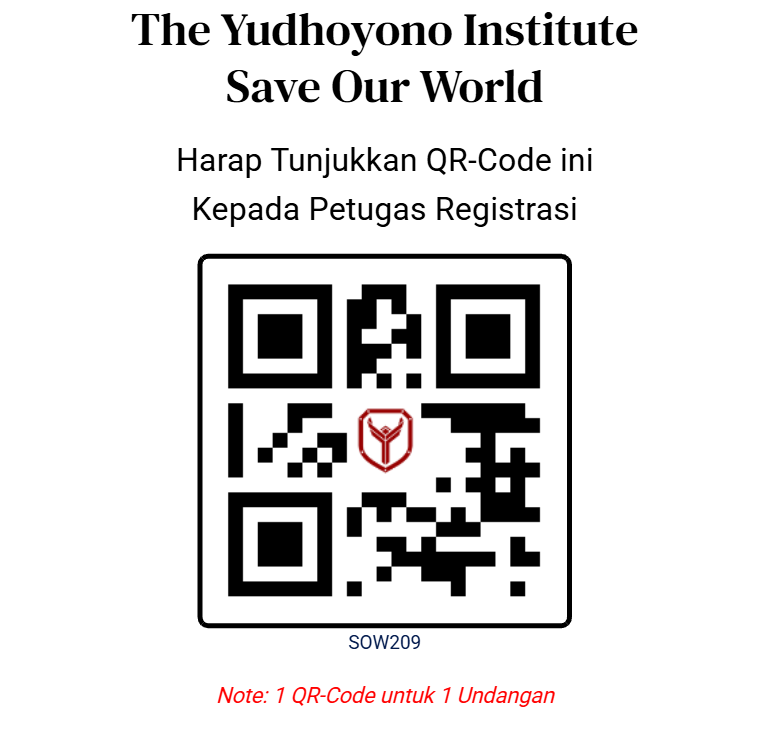 The Yudhoyono Institute
Save Our World
Harap Tunjukkan QR-Code ini
Kepada Petugas Registrasi
SOW209
Note: 1 QR-Code untuk 1 Undangan